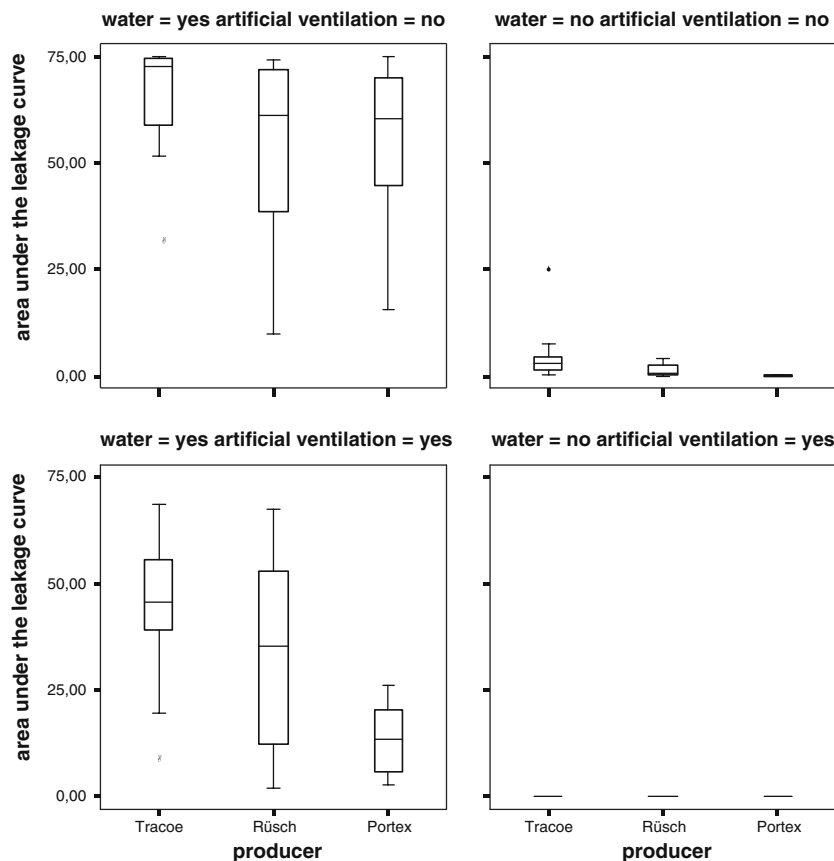 water = yes artificial ventilation = no
water = no artificial ventilation = no
area under the leakage curve
75,00
50,00
25,00
0,00
water = yes artificial ventilation = yes
water = no artificial ventilation = yes
area under the leakage curve
75,00
50,00
25,00
0,00
Tracoe
Rüsch
Portex
Tracoe
Rüsch
Portex
producer
producer